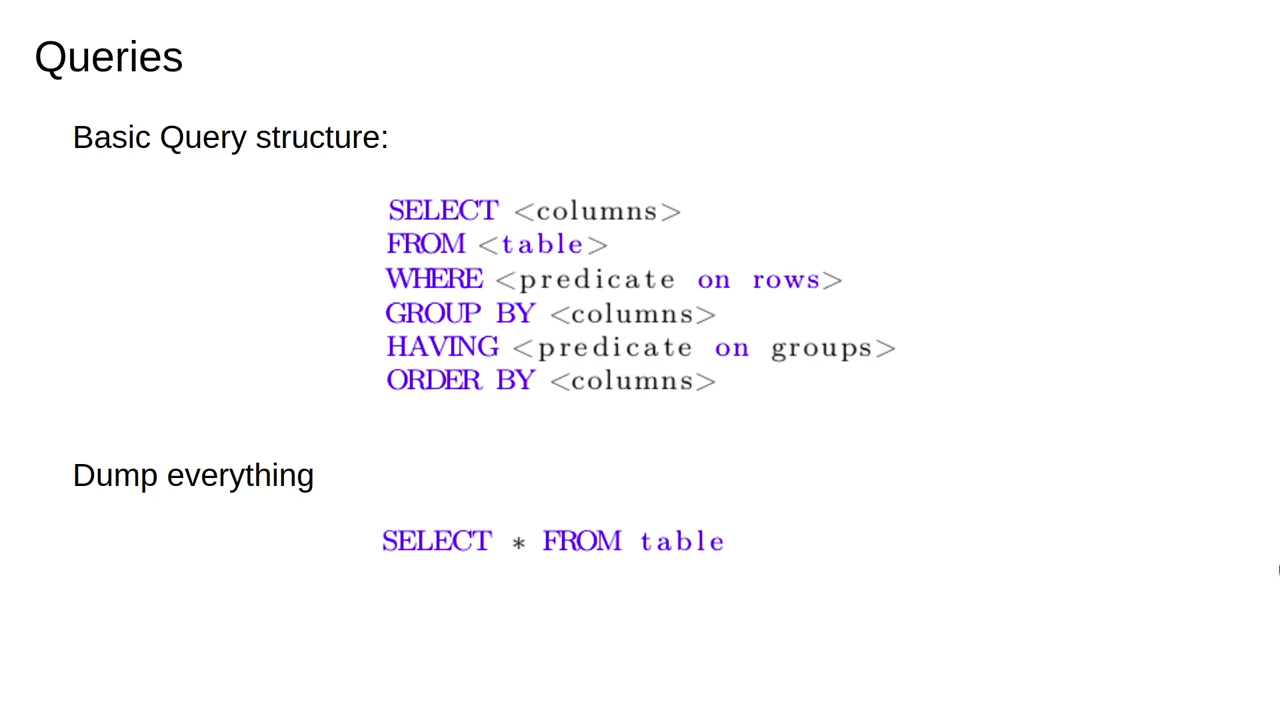 Queries
Basic Query structure:
SELECT <columns>
FROM <table>
WHERE <predicate on rows>
GROUP BY <columns>
HAVING <predicate on groups>
ORDER BY <columns>
Dump everything
SELECT * FROM table